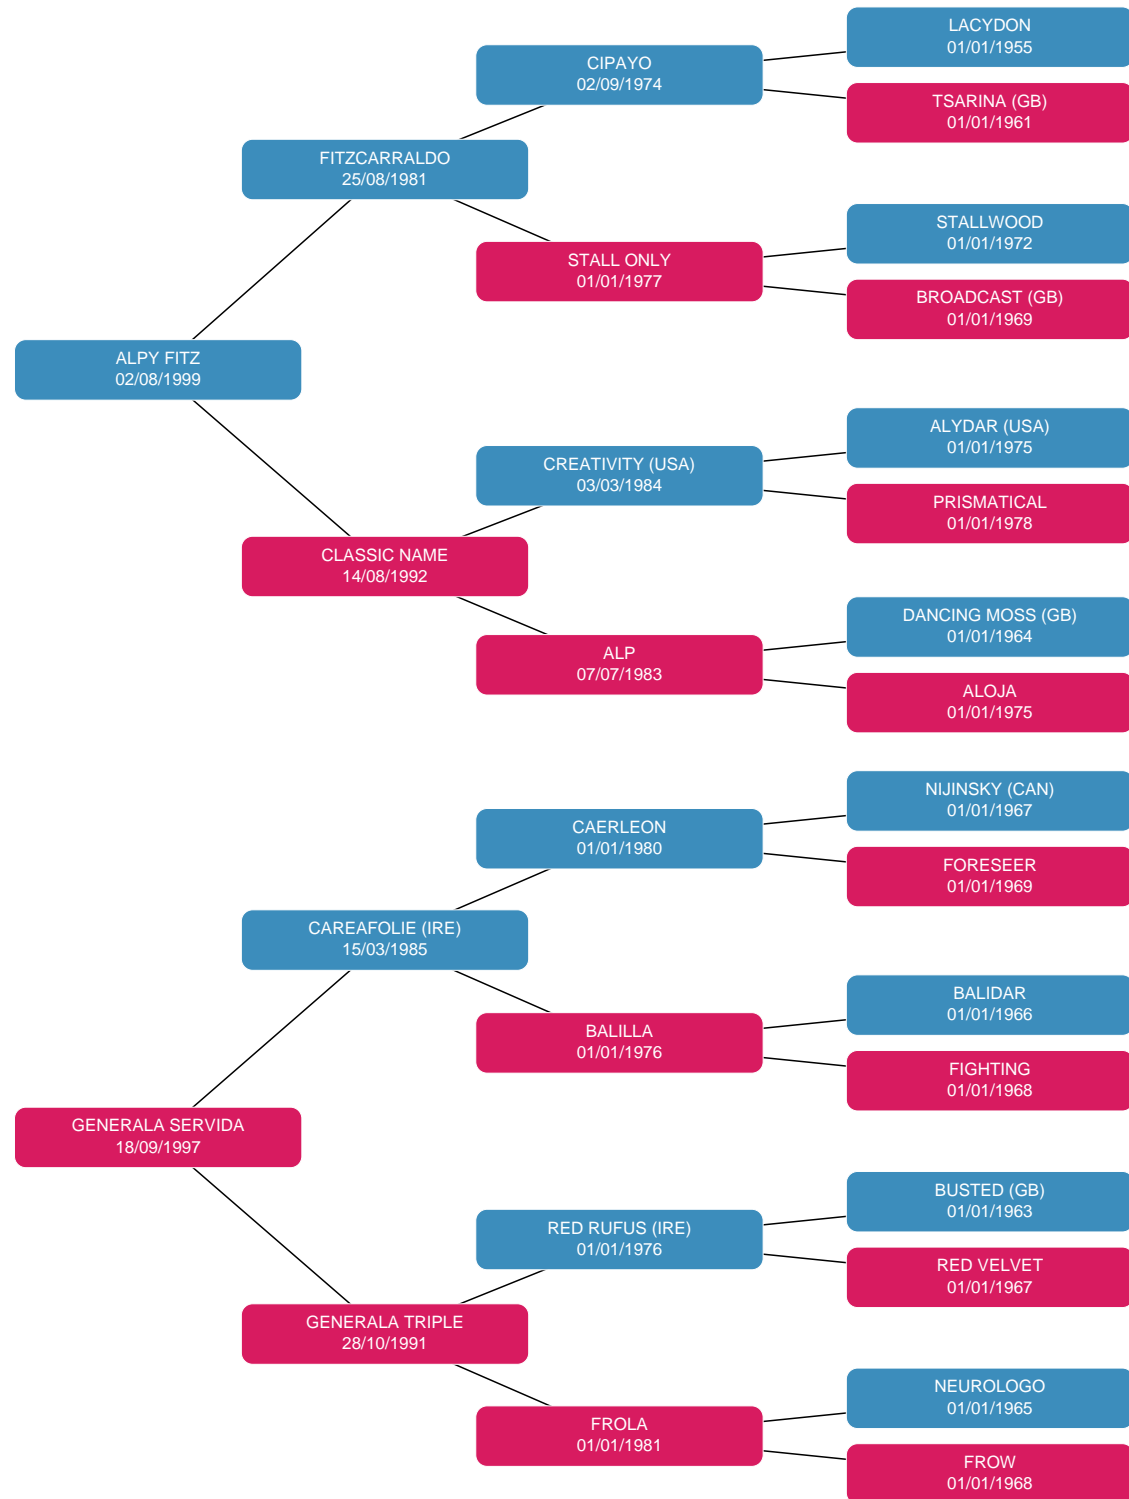 LACYDON
01/01/1955
CIPAYO
02/09/1974
TSARINA (GB)
01/01/1961
FITZCARRALDO
25/08/1981
STALLWOOD
01/01/1972
STALL ONLY
01/01/1977
BROADCAST (GB)
01/01/1969
ALPY FITZ
02/08/1999
ALYDAR (USA)
01/01/1975
CREATIVITY (USA)
03/03/1984
PRISMATICAL
01/01/1978
CLASSIC NAME
14/08/1992
DANCING MOSS (GB)
01/01/1964
ALP
07/07/1983
ALOJA
01/01/1975
NIJINSKY (CAN)
01/01/1967
CAERLEON
01/01/1980
FORESEER
01/01/1969
CAREAFOLIE (IRE)
15/03/1985
BALIDAR
01/01/1966
BALILLA
01/01/1976
FIGHTING
01/01/1968
GENERALA SERVIDA
18/09/1997
BUSTED (GB)
01/01/1963
RED RUFUS (IRE)
01/01/1976
RED VELVET
01/01/1967
GENERALA TRIPLE
28/10/1991
NEUROLOGO
01/01/1965
FROLA
01/01/1981
FROW
01/01/1968